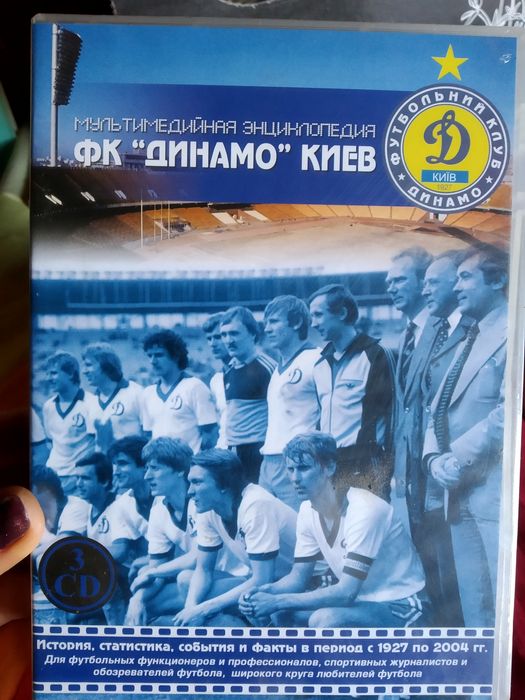 МУЛЬТИМЕДИЙНАЯ ЭНЦИКЛОПЕДИЯ
ФК "ДИНАМО" КИЕВ
ФУТБОЛЬНИЙ КЛУБ
Д
КИЇВ
1927
ДИНАМО
3
CD
История, статистика, события и факты в период с 1927 по 2004 гг.
Для футбольных функционеров и профессионалов, спортивных журналистов и
обозревателей футбола, широкого круга любителей футбола